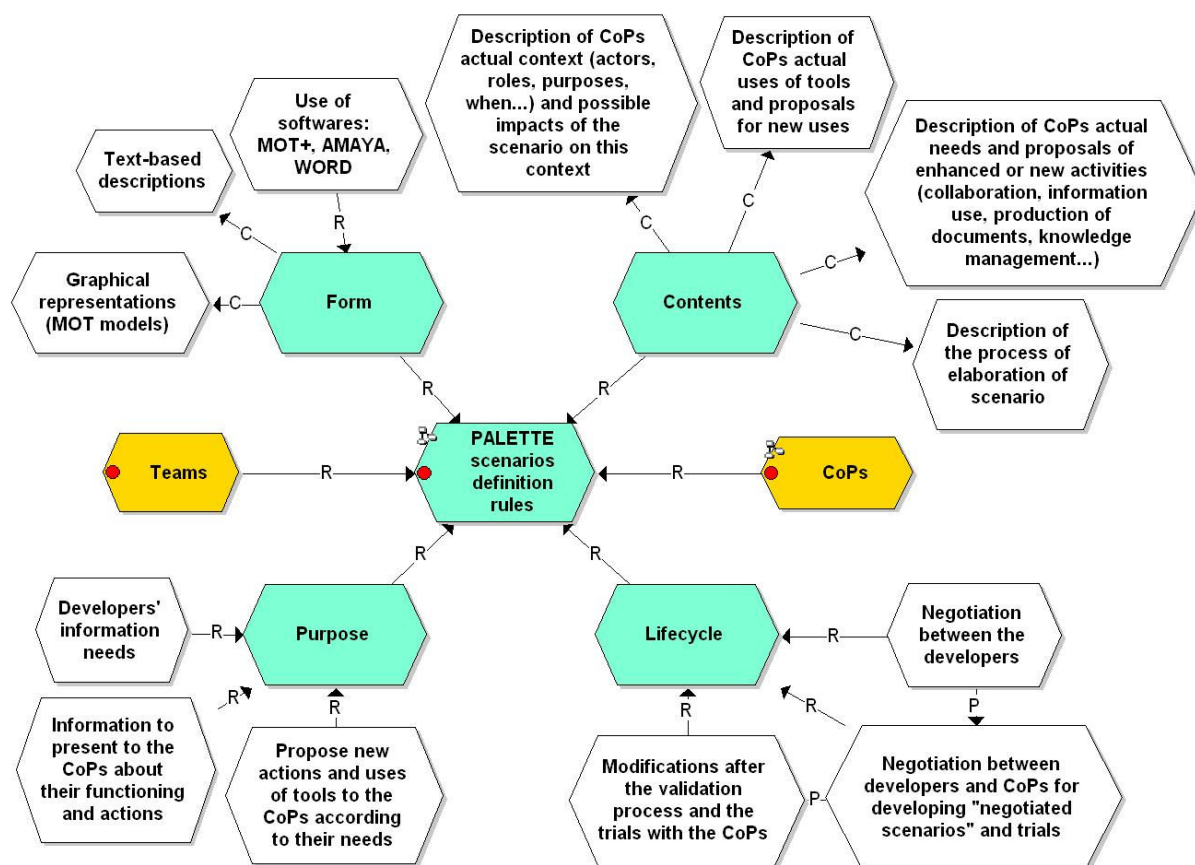 Description of CoPs
actual context (actors,
roles, purposes,
when...) and possible
impacts of the
scenario on this
context
Description of
CoPs actual
uses of tools
and proposals
for new uses
Use of
softwares:
MOT+, AMAYA,
WORD
Text-based
descriptions
Description of CoPs actual
needs and proposals of
enhanced or new activities
(collaboration, information
use, production of
documents, knowledge
management...)
C
R
C
C
C
Graphical
representations
(MOT models)
C
Form
Contents
C
Description of
the process of
elaboration of
scenario
R
R
Teams
R
PALETTE
scenarios
definition
rules
R
CoPs
R
R
Developers'
information
needs
R
Purpose
Lifecycle
R
Negotiation
between the
developers
R
R
R
R
P
Information to
present to the
CoPs about
their functioning
and actions
Propose new
actions and uses
of tools to the
CoPs according
to their needs
Modifications after
the validation
process and the
trials with the CoPs
P
Negotiation between
developers and CoPs for
developing "negotiated
scenarios" and trials